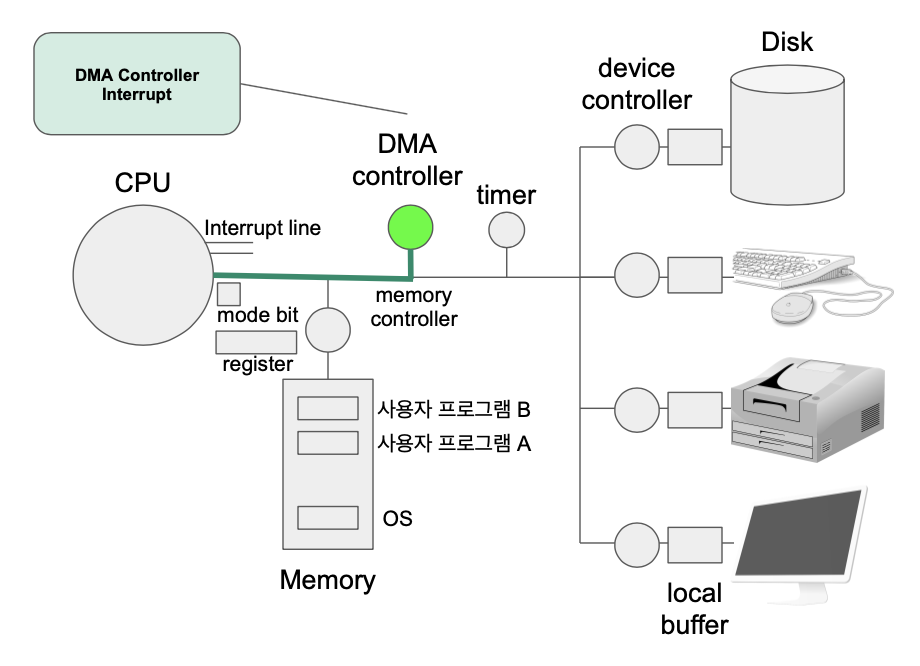 DMA Controller
Interrupt
Disk
device
controller
DMA
controller
CPU
timer
Interrupt line
memory
controller
mode bit
register
사용자 프로그램 B
사용자 프로그램 A
OS
Memory
local
buffer